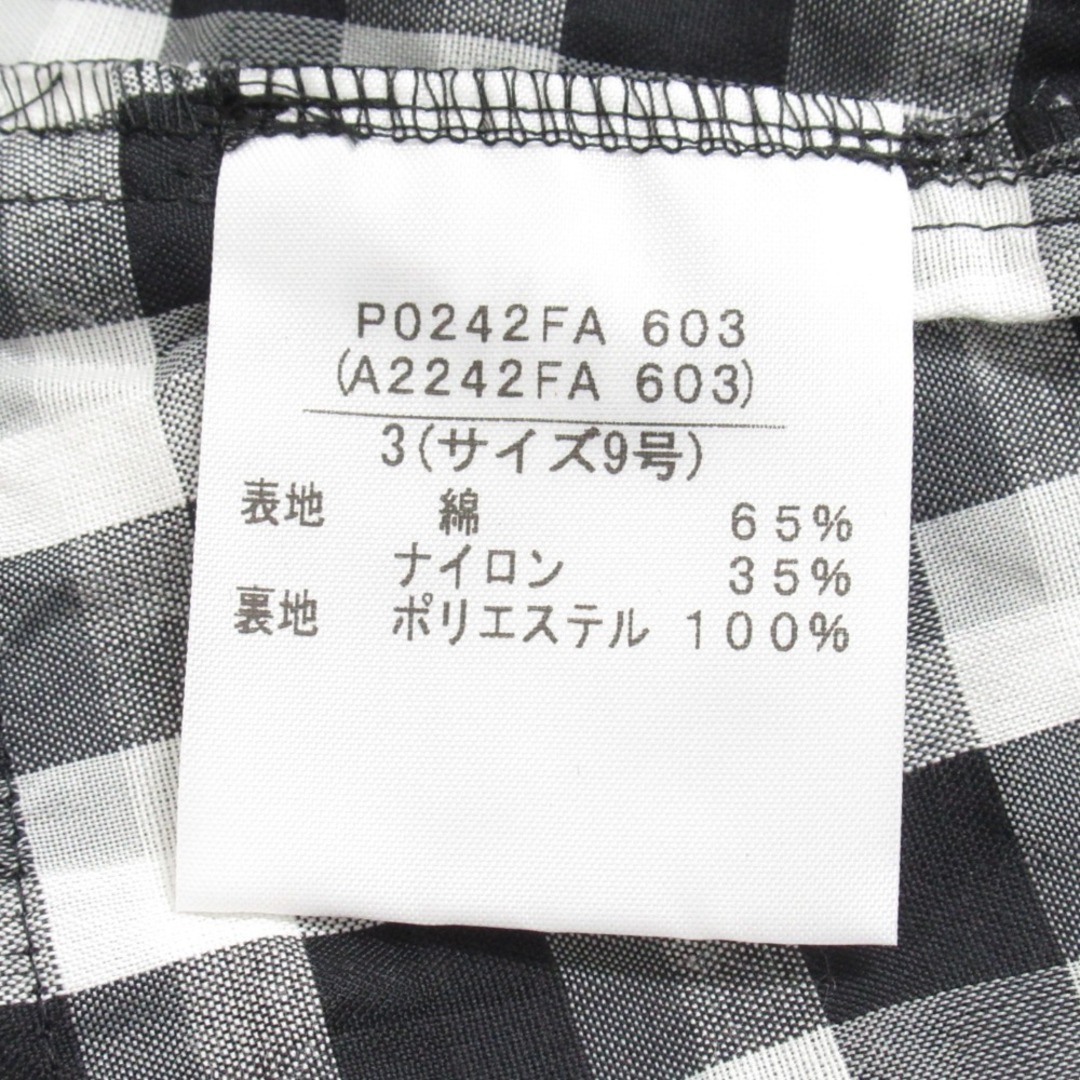 P0242FA 603
(A2242FA 603)
3(サイズ9号)
表地 綿 65%
ナイロン 35%
裏地 ポリエステル 100%